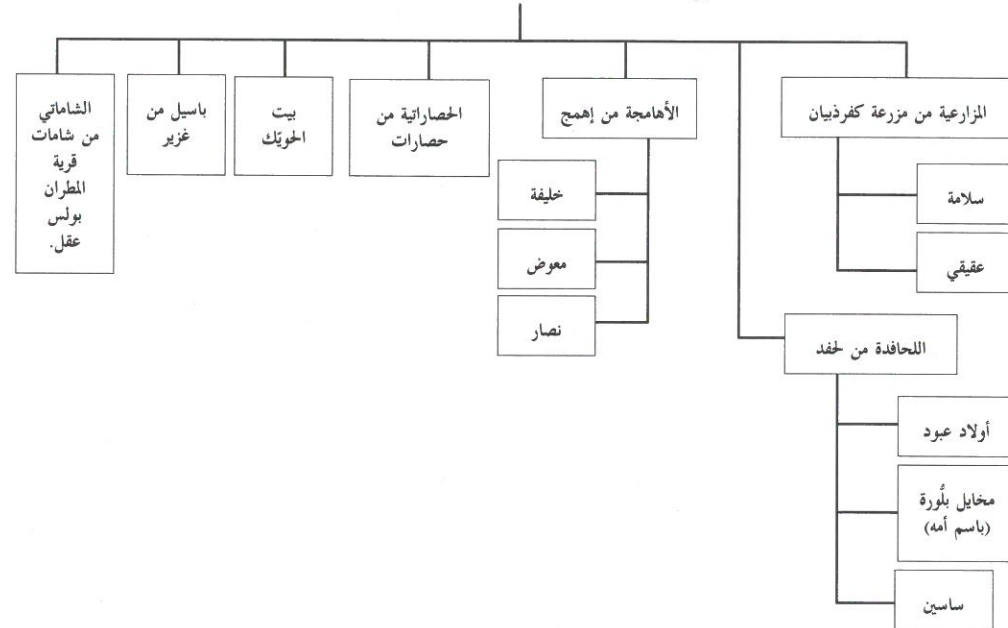 المزارعية من مزرعة كفرذبيان
سلامة
عقيقي
اللحافدة من لحفد
أولاد عبود
مخايل بلُّورة
(باسم أمه)
ساسين
الأهامجة من إهمج
خليفة
معوض
نصار
الحصاراتية من
حصارات
بيت
الحويّك
باسيل من
غزير
الشاماتي
من شامات
قرية
المطران
بولس
عقل.